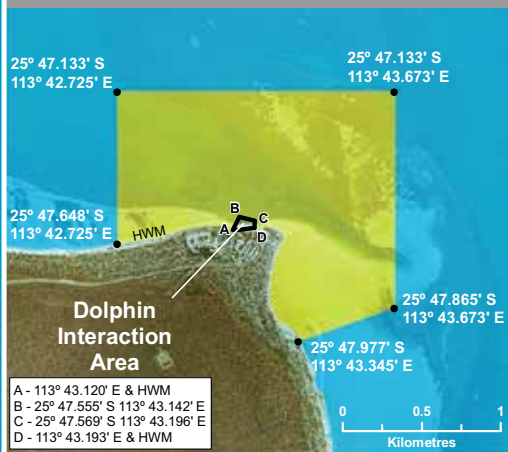 25º 47.133' S
113º 42.725' E
25º 47.133' S
113º 43.673' E
25º 47.648' S
113º 42.725' E
HWM
B
C
A
D
Dolphin
Interaction
Area
25º 47.865' S
113º 43.673' E
25º 47.977' S
113º 43.345' E
A - 113º 43.120' E & HWM
B - 25º 47.555' S 113º 43.142' E
C - 25º 47.569' S 113º 43.196' E
D - 113º 43.193' E & HWM
0 0.5 1
Kilometres